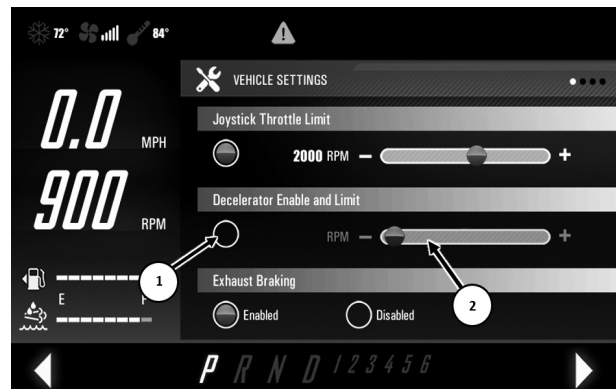 72° 84°
VEHICLE SETTINGS
Joystick Throttle Limit
0.0 MPH
2000 RPM − +
Decelerator Enable and Limit
900 RPM
RPM − +
1
Exhaust Braking
2
E F
Enabled Disabled
P R N D 1 2 3 4 5 6